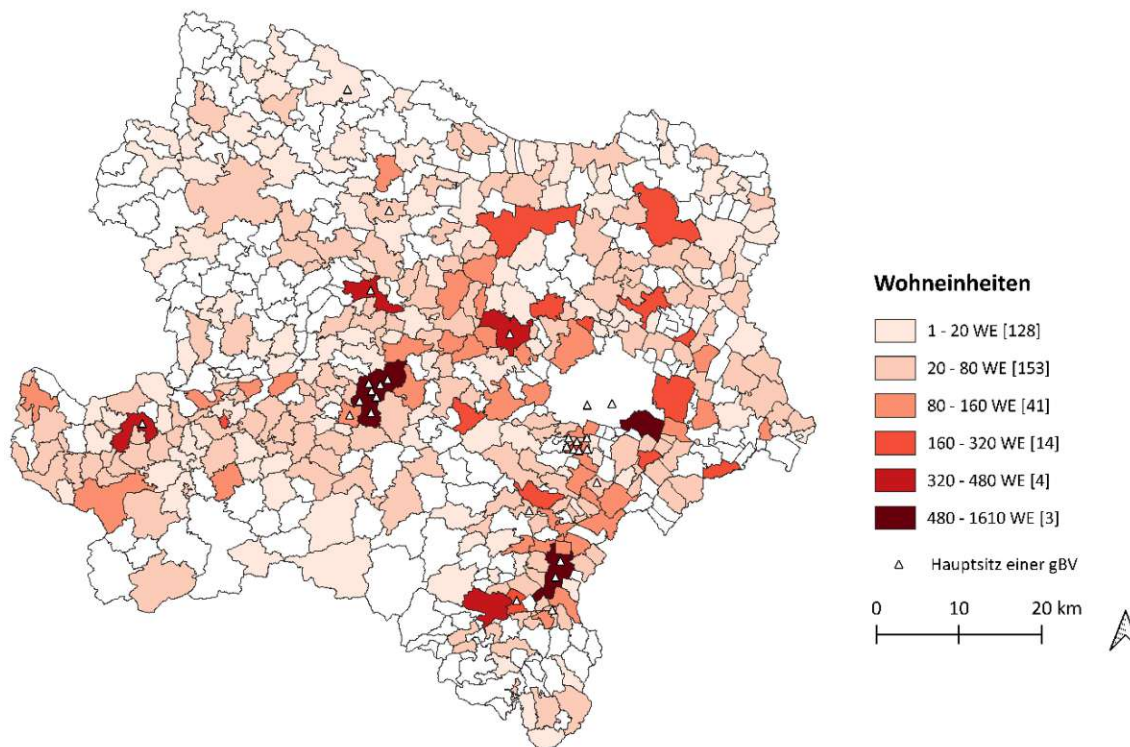 Wohneinheiten
1 - 20 WE [128]
20 - 80 WE [153]
80 - 160 WE [41]
160 - 320 WE [14]
320 - 480 WE [4]
480 - 1610 WE [3]
Hauptsitz einer gBV
0 10 20 km